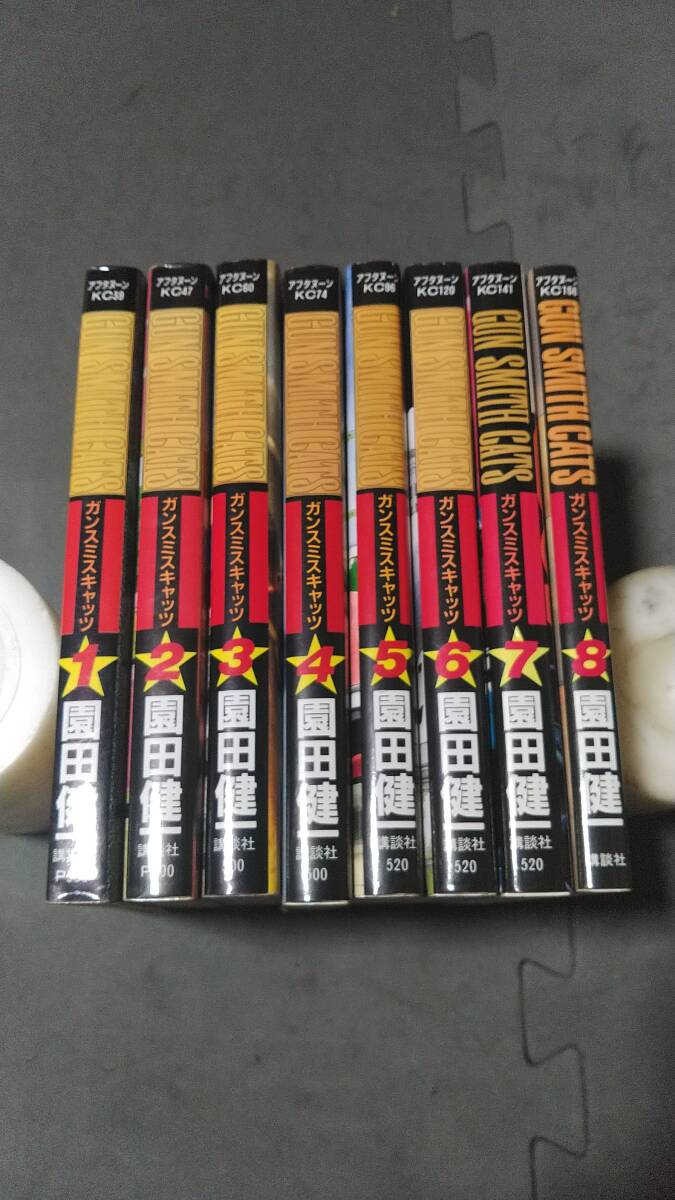 アフタヌーン
KC39
GUN SMITH CATS
ガンスミスキャッツ
1
園田健一
アフタヌーン
KC47
GUN SMITH CATS
ガンスミスキャッツ
2
園田健一
講談社
アフタヌーン
KC60
GUN SMITH CATS
ガンスミスキャッツ
3
園田健一
講談社
アフタヌーン
KC74
GUN SMITH CATS
ガンスミスキャッツ
4
園田健一
講談社
500
アフタヌーン
KC96
GUN SMITH CATS
ガンスミスキャッツ
5
園田健一
講談社
520
アフタヌーン
KC120
GUN SMITH CATS
ガンスミスキャッツ
6
園田健一
講談社
520
アフタヌーン
KC141
GUN SMITH CATS
ガンスミスキャッツ
7
園田健一
講談社
520
アフタヌーン
GUN SMITH CATS
ガンスミスキャッツ
8
園田健一
講談社